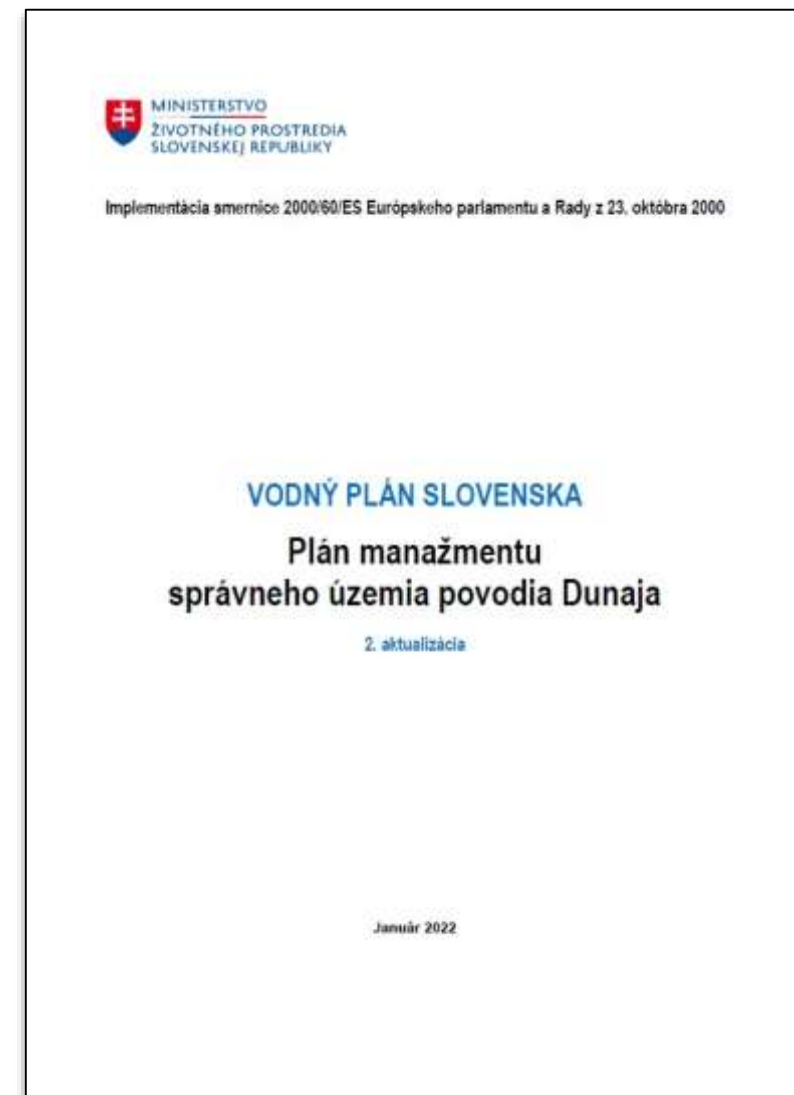 MINISTERSTVO
ŽIVOTNÉHO PROSTREDIA
SLOVENSKEJ REPUBLIKY
Implementácia smernice 2000/60/ES Európskeho parlamentu a Rady z 23. októbra 2000
VODNÝ PLÁN SLOVENSKA
Plán manažmentu
správneho územia povodia Dunaja
2. aktualizácia
Január 2022